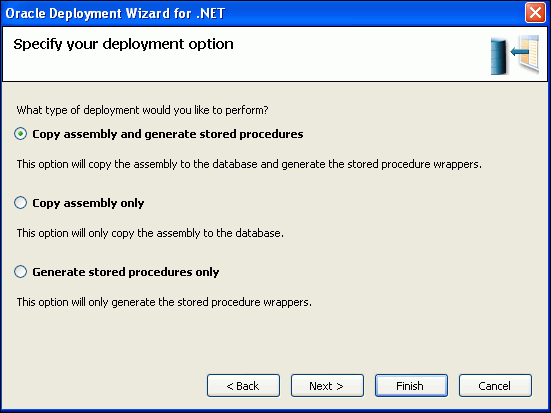 Oracle Deployment Wizard for .NET
Specify your deployment option
What type of deployment would you like to perform?
Copy assembly and generate stored procedures
This option will copy the assembly to the database and generate the stored procedure wrappers.
Copy assembly only
This option will only copy the assembly to the database.
Generate stored procedures only
This option will only generate the stored procedure wrappers.
< Back Next > Finish Cancel